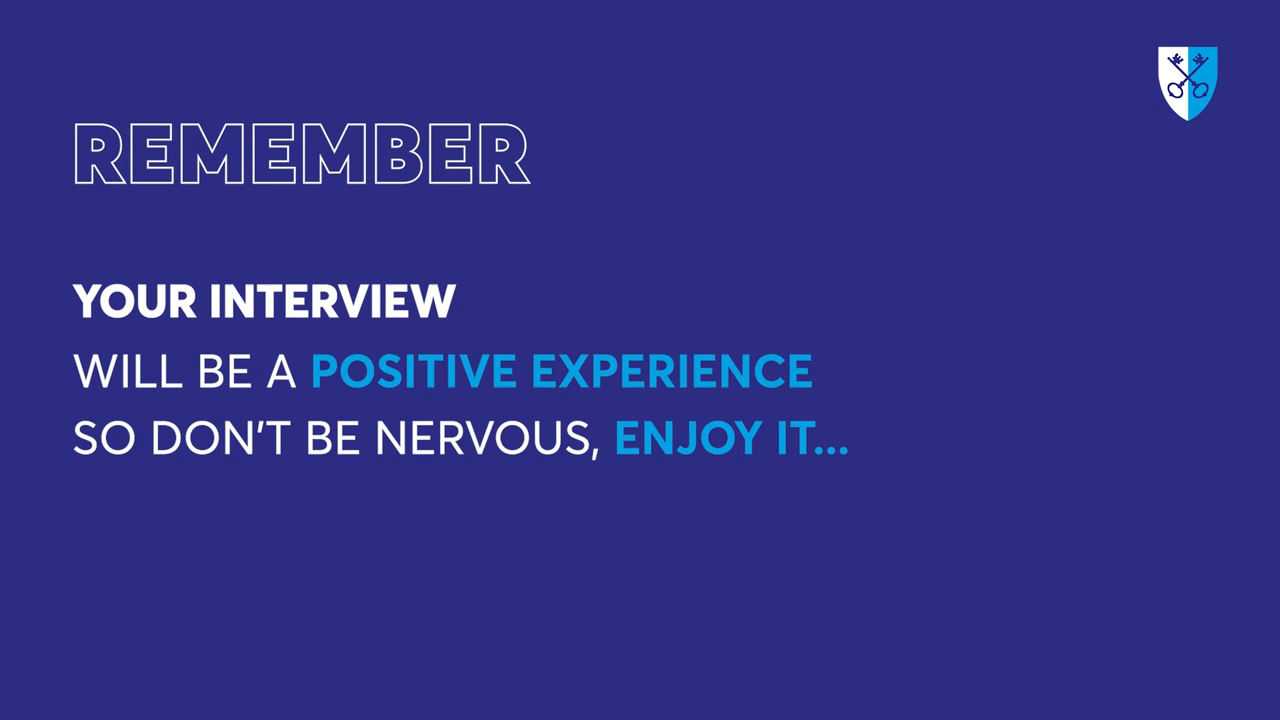 REMEMBER
YOUR INTERVIEW
WILL BE A POSITIVE EXPERIENCE
SO DON'T BE NERVOUS, ENJOY IT...